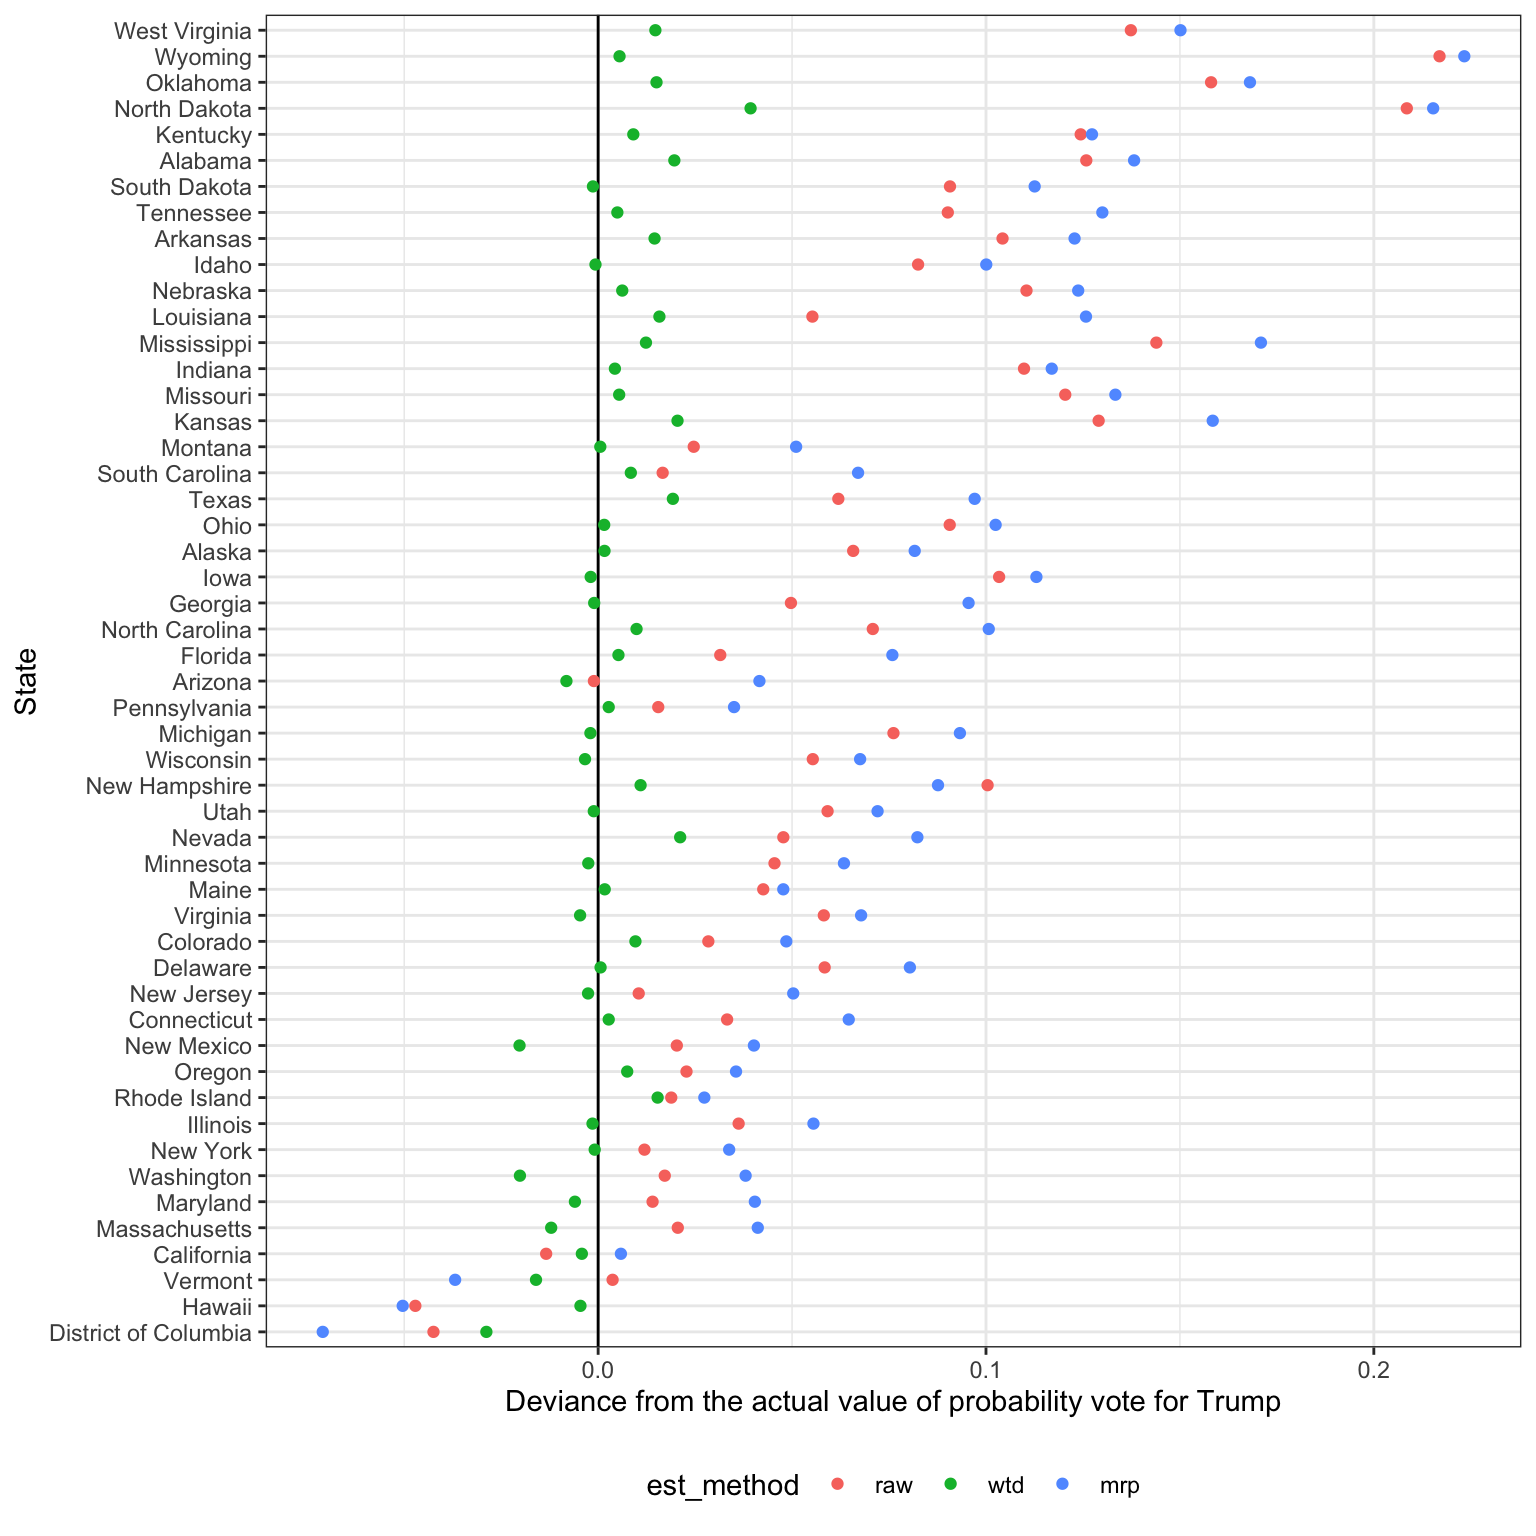 West Virginia
Wyoming
Oklahoma
North Dakota
Kentucky
Alabama
South Dakota
Tennessee
Arkansas
Idaho
Nebraska
Louisiana
Mississippi
Indiana
Missouri
Kansas
Montana
South Carolina
Texas
Ohio
Alaska
Iowa
Georgia
North Carolina
Florida
Arizona
Pennsylvania
Michigan
Wisconsin
New Hampshire
Utah
Nevada
Minnesota
Maine
Virginia
Colorado
Delaware
New Jersey
Connecticut
New Mexico
Oregon
Rhode Island
Illinois
New York
Washington
Maryland
Massachusetts
California
Vermont
Hawaii
District of Columbia
State
0.0 0.1 0.2
Deviance from the actual value of probability vote for Trump
est_method raw wtd mrp